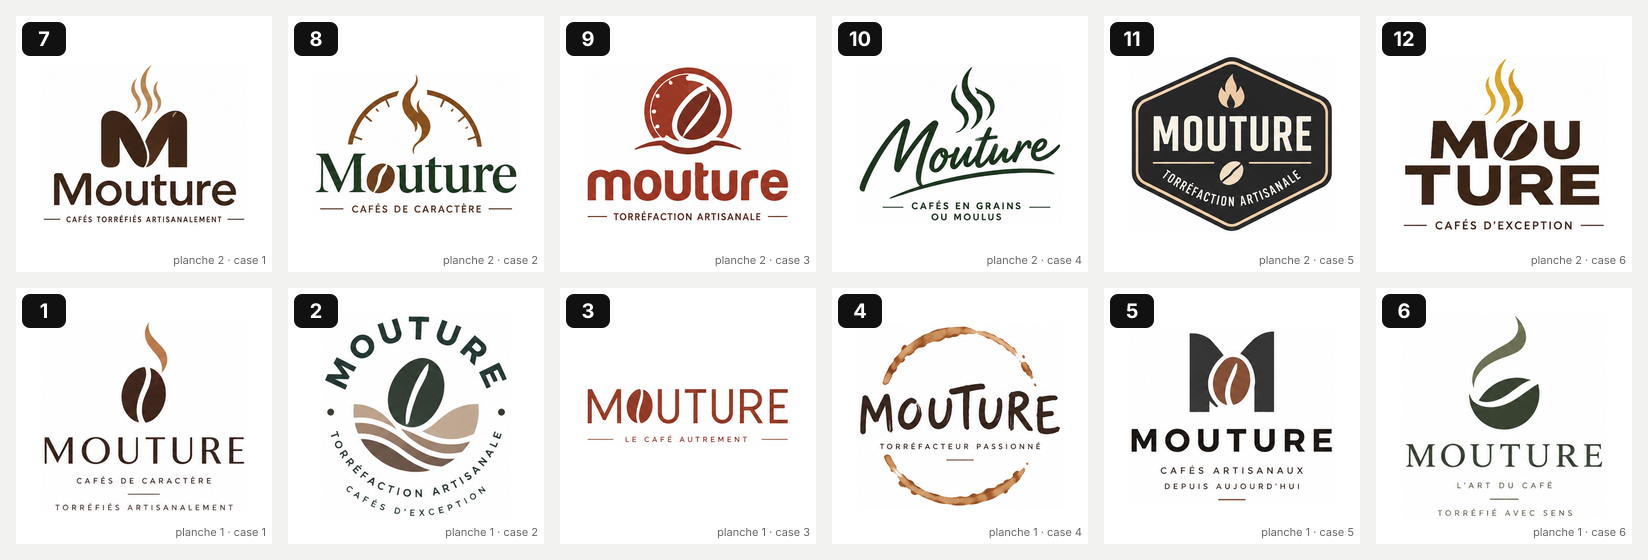 7
Mouture
CAFÉS TORRÉFIÉS ARTISANALEMENT
planche 2 · case 1
8
Mouture
CAFÉS DE CARACTÈRE
planche 2 · case 2
9
mouture
TORRÉFACTION ARTISANALE
planche 2 · case 3
10
Mouture
CAFÉS EN GRAINS
OU MOULUS
planche 2 · case 4
11
MOUTURE
TORRÉFACTION ARTISANALE
planche 2 · case 5
12
MOU
TURE
CAFÉS D'EXCEPTION
planche 2 · case 6
1
MOUTURE
CAFÉS DE CARACTÈRE
TORRÉFIÉS ARTISANALEMENT
planche 1 · case 1
2
MOUTURE
TORRÉFACTION ARTISANALE
CAFÉS D'EXCEPTION
planche 1 · case 2
3
MOUTURE
LE CAFÉ AUTREMENT
planche 1 · case 3
4
MOUTURE
TORRÉFACTEUR PASSIONNÉ
planche 1 · case 4
5
MOUTURE
CAFÉS ARTISANAUX
DEPUIS AUJOURD'HUI
planche 1 · case 5
6
MOUTURE
L'ART DU CAFÉ
TORRÉFIÉ AVEC SENS
planche 1 · case 6